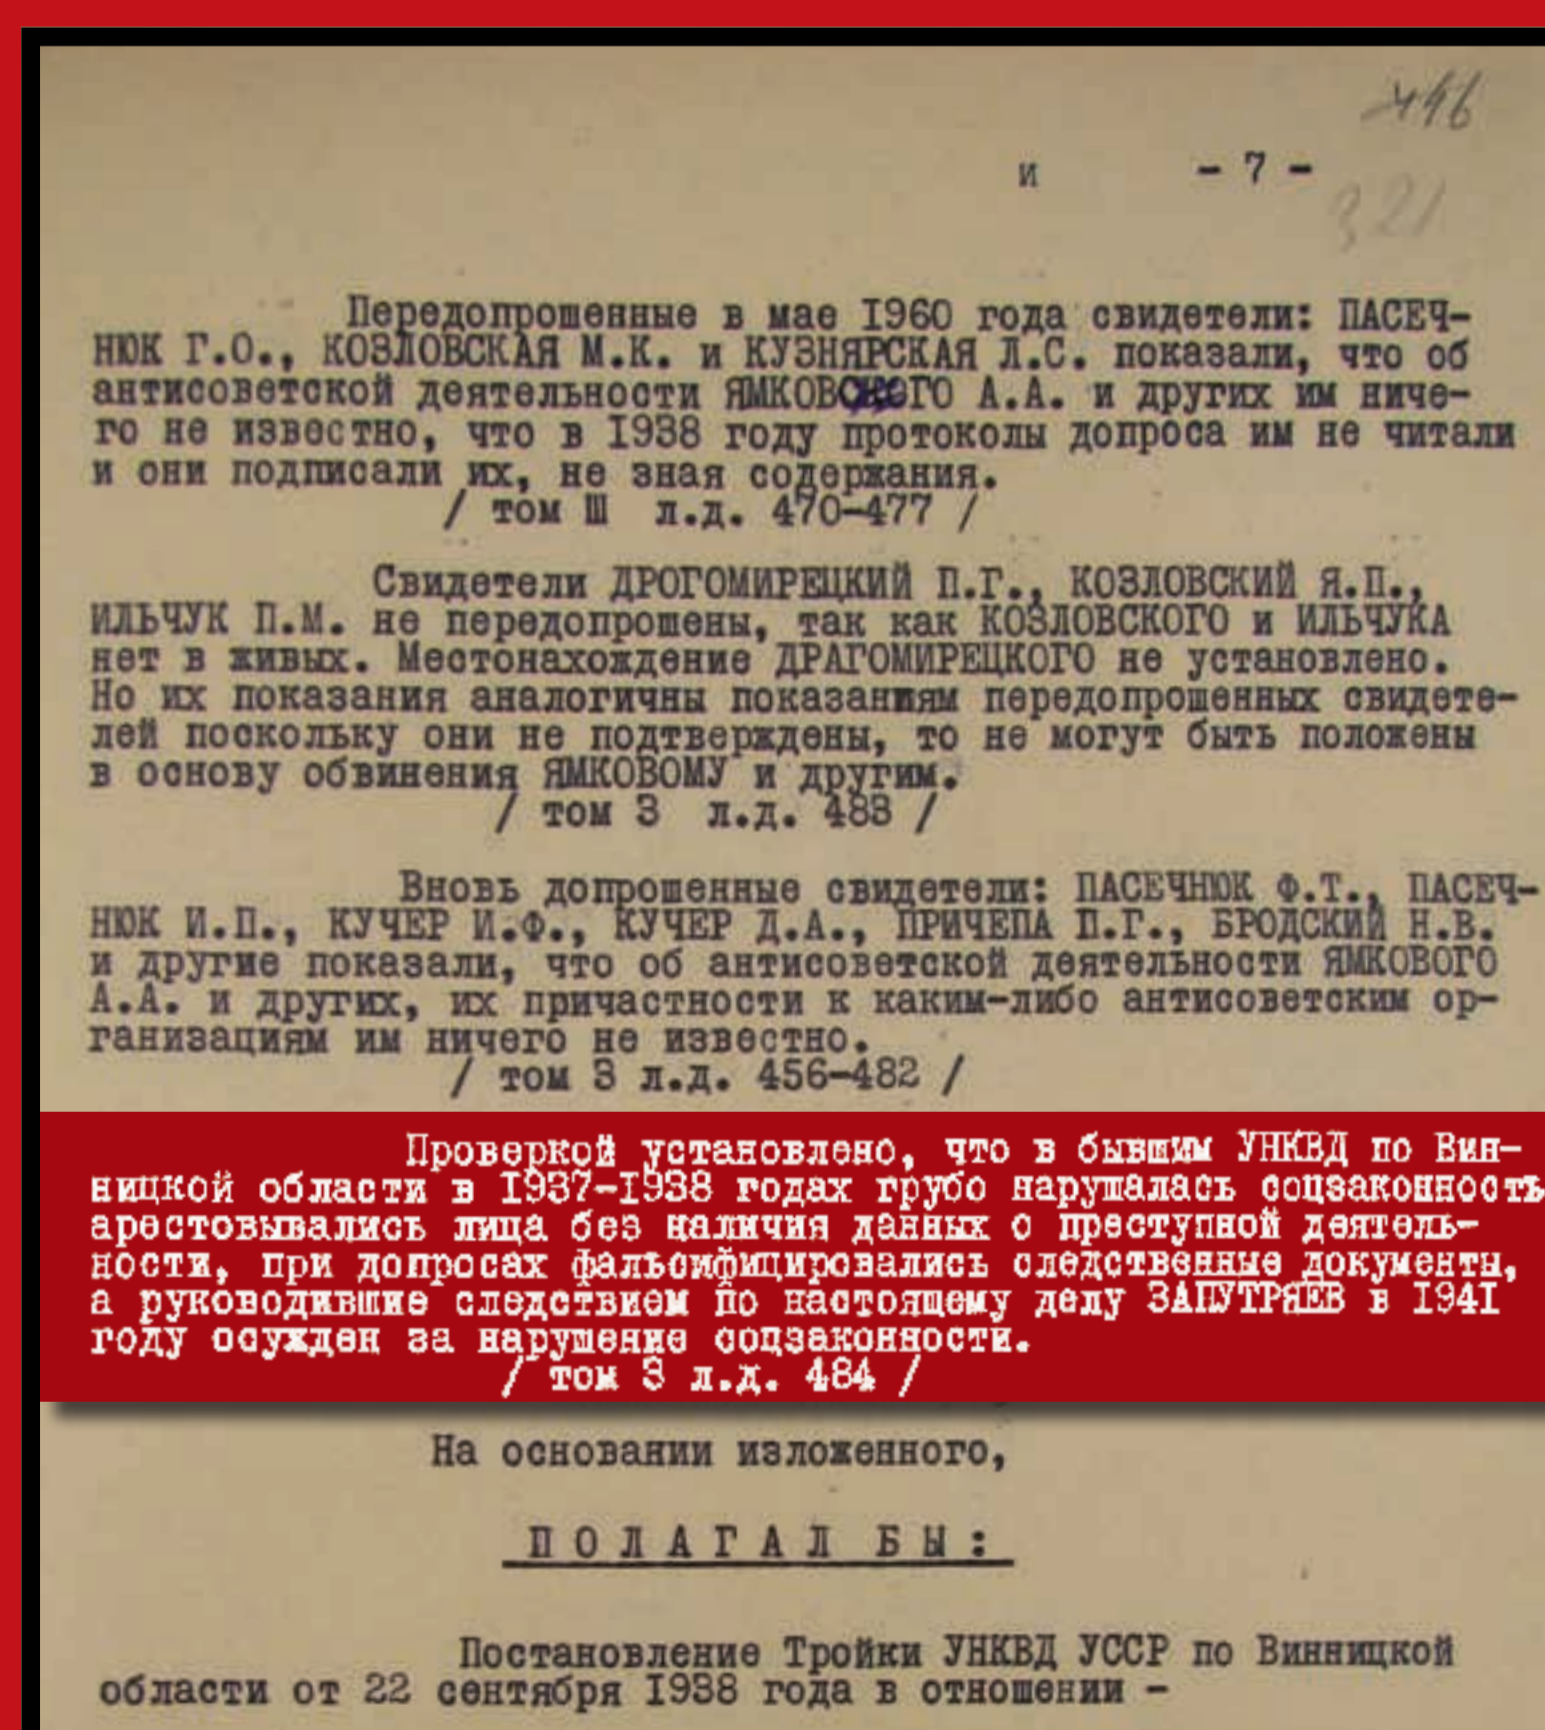 446
и - 7 -
321
Передопрошенные в мае I960 года свидетели: ПАСЕЧ-
НЮК Г.О., КОЗЛОВСКАЯ М.К. и КУЗНЯРСКАЯ Л.С. показали, что об
антисоветской деятельности ЯМКОВСКОГО А.А. и других им ниче-
го не известно, что в I938 году протоколы допроса им не читали
и они подписали их, не зная содержания.
/ том Ш л.д. 470-477 /
Свидетели ДРОГОМИРЕЦКИЙ П.Г., КОЗЛОВСКИЙ Я.П.,
ИЛЬЧУК П.М. не передопрошены, так как КОЗЛОВСКОГО и ИЛЬЧУКА
нет в живых. Местонахождение ДРАГОМИРЕЦКОГО не установлено.
Но их показания аналогичны показаниям передопрошенных свидете-
лей поскольку они не подтверждены, то не могут быть положены
в основу обвинения ЯМКОВОМУ и другим.
/ том 3 л.д. 483 /
Вновь допрошенные свидетели: ПАСЕЧНЮК Ф.Т., ПАСЕЧ-
НЮК И.П., КУЧЕР И.Ф., КУЧЕР Д.А., ПРИЧЕПА П.Г., БРОДСКИЙ Н.В.
и другие показали, что об антисоветской деятельности ЯМКОВОГО
А.А. и других, их причастности к каким-либо антисоветским ор-
ганизациям им ничего не известно.
/ том 3 л.д. 456-482 /
Проверкой установлено, что в бывшим УНКВД по Вин-
ницкой области в I937-I938 годах грубо нарушалась соцзаконность
арестовывались лица без наличия данных о преступной деятель-
ности, при допросах фальсифицировались следственные документы,
а руководившие следствием по настоящему делу ЗАПУТРЯЕВ в I94I
году осужден за нарушение соцзаконности.
/ том 3 л.д. 484 /
На основании изложенного,
П О Л А Г А Л Б Ы :
Постановление Тройки УНКВД УССР по Винницкой
области от 22 сентября I938 года в отношении -